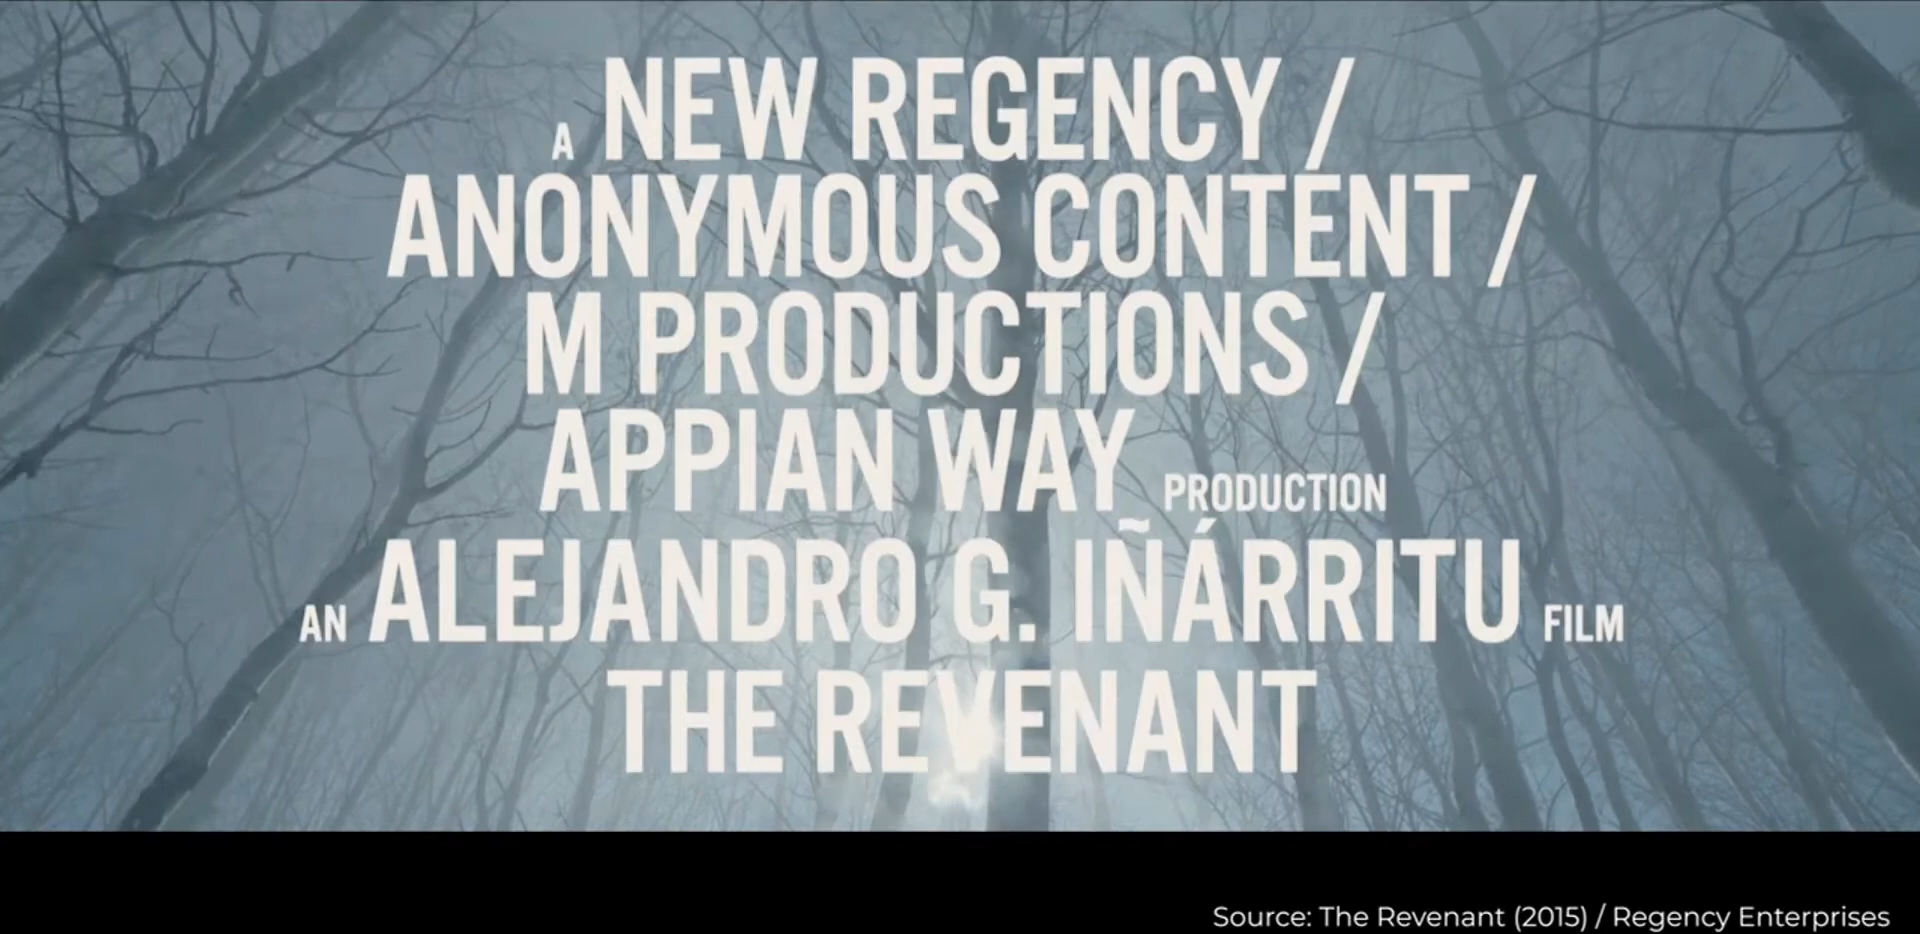 A NEW REGENCY /
ANONYMOUS CONTENT /
M PRODUCTIONS /
APPIAN WAY PRODUCTION
AN ALEJANDRO G. IÑÁRRITU FILM
THE REVENANT
Source: The Revenant (2015) / Regency Enterprises